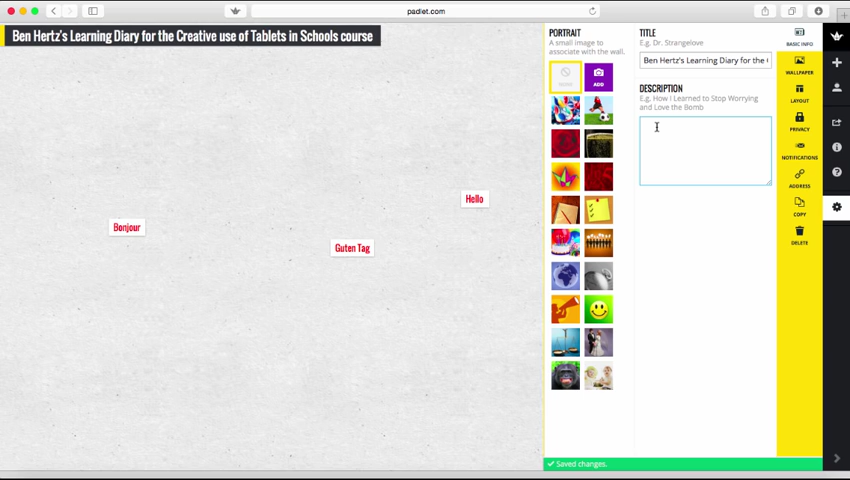 padlet.com
Ben Hertz's Learning Diary for the Creative use of Tablets in Schools course
Bonjour
Guten Tag
Hello
PORTRAIT
A small image to
associate with the wall.
ADD
TITLE
E.g. Dr. Strangelove
Ben Hertz's Learning Diary for the
DESCRIPTION
E.g. How I Learned to Stop Worrying
and Love the Bomb
BASIC INFO
WALLPAPER
LAYOUT
PRIVACY
NOTIFICATIONS
ADDRESS
COPY
DELETE
Saved changes.